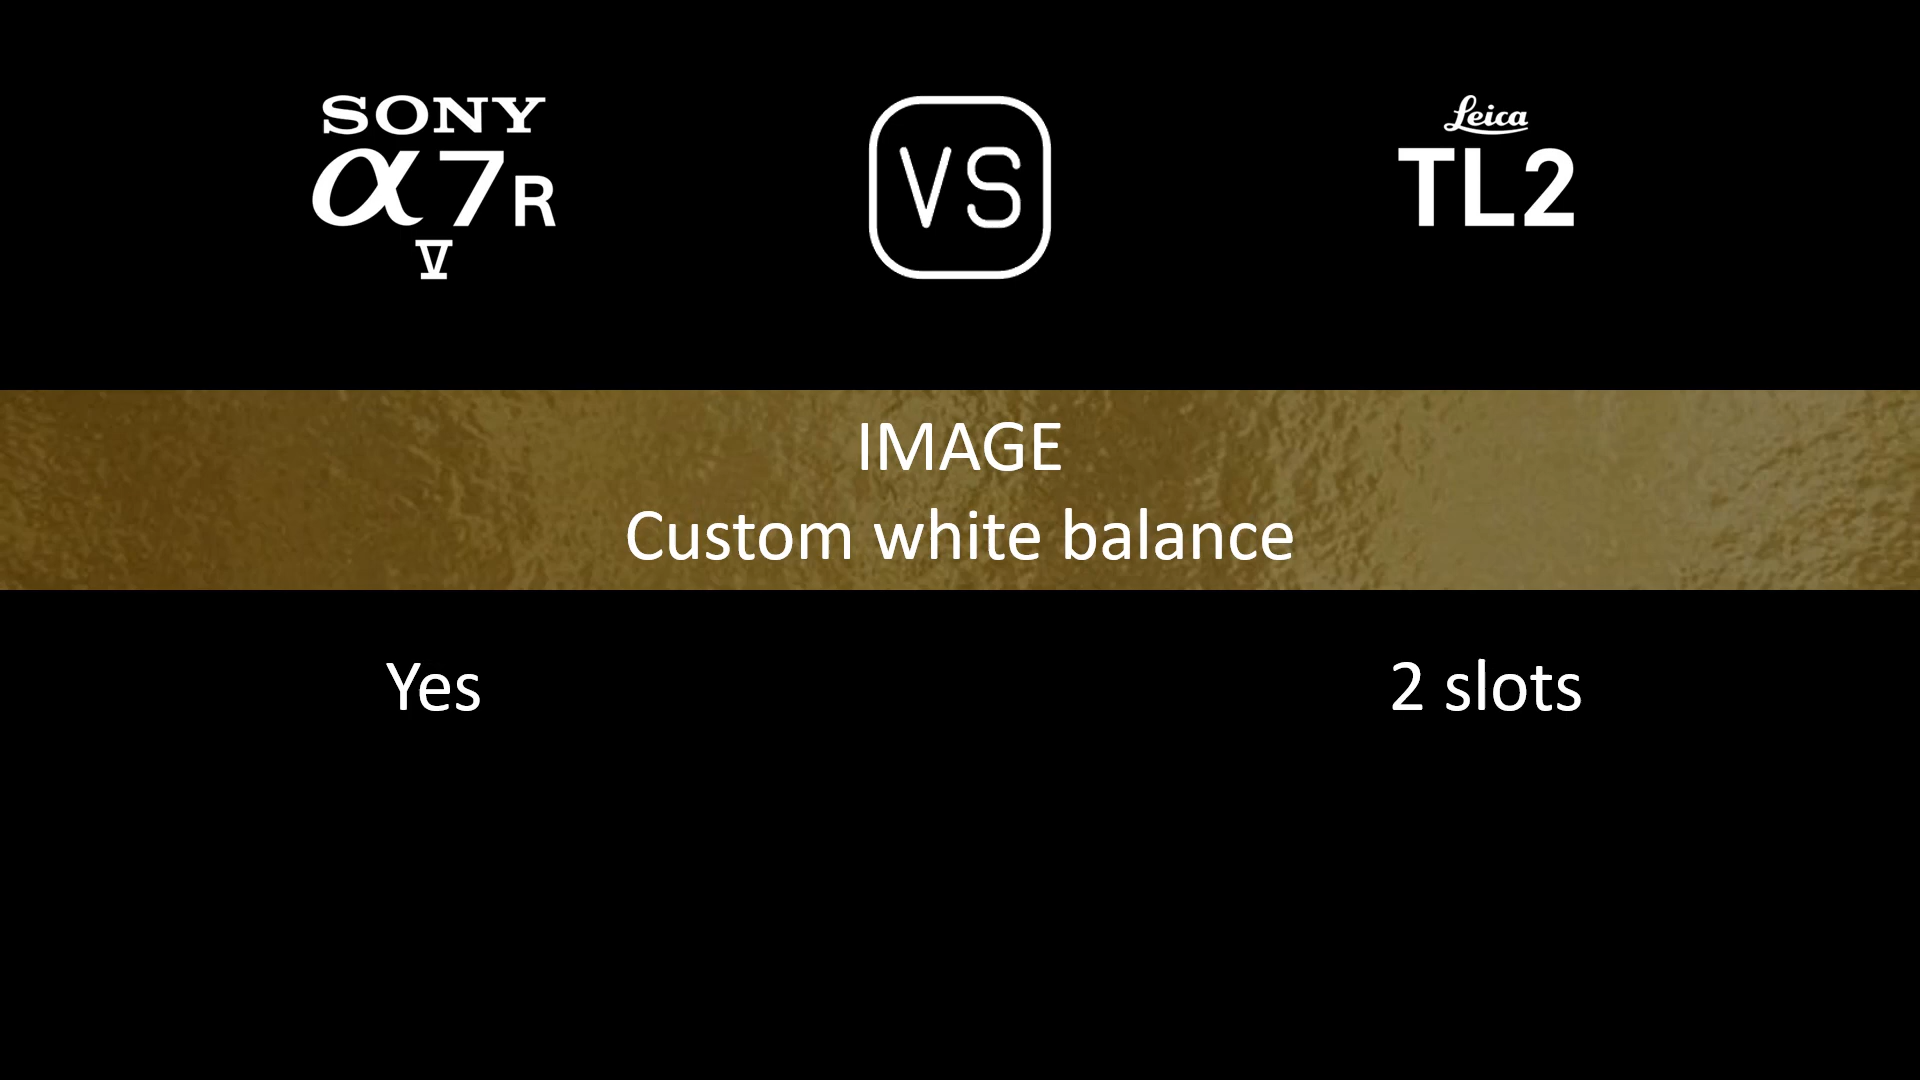 SONY
α7R
V
VS
Leica
TL2
IMAGE
Custom white balance
Yes
2 slots